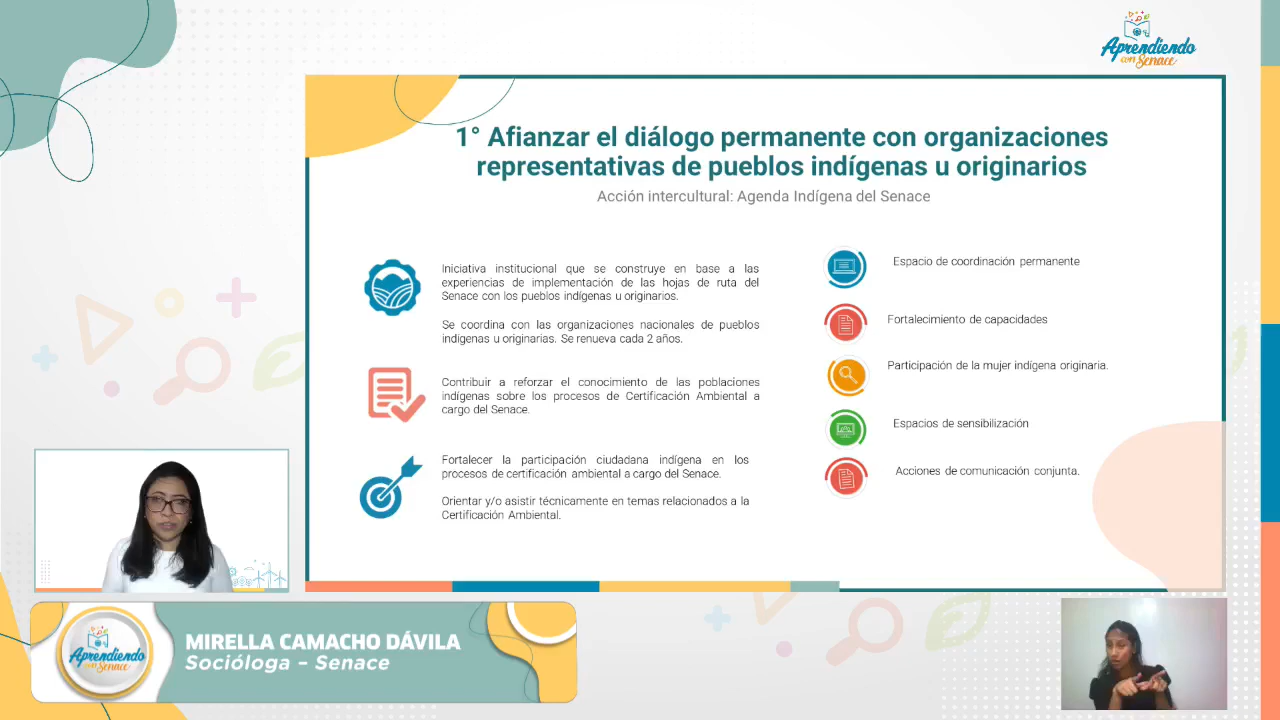 Aprendiendo
con Senace
1° Afianzar el diálogo permanente con organizaciones
representativas de pueblos indígenas u originarios
Acción intercultural: Agenda Indígena del Senace
Iniciativa institucional que se construye en base a las
experiencias de implementación de las hojas de ruta del
Senace con los pueblos indígenas u originarios.
Se coordina con las organizaciones nacionales de pueblos
indígenas u originarias. Se renueva cada 2 años.
Contribuir a reforzar el conocimiento de las poblaciones
indígenas sobre los procesos de Certificación Ambiental a
cargo del Senace.
Fortalecer la participación ciudadana indígena en los
procesos de certificación ambiental a cargo del Senace.
Orientar y/o asistir técnicamente en temas relacionados a la
Certificación Ambiental.
Espacio de coordinación permanente
Fortalecimiento de capacidades
Participación de la mujer indígena originaria.
Espacios de sensibilización
Acciones de comunicación conjunta.
Aprendiendo
con Senace
MIRELLA CAMACHO DÁVILA
Socióloga – Senace